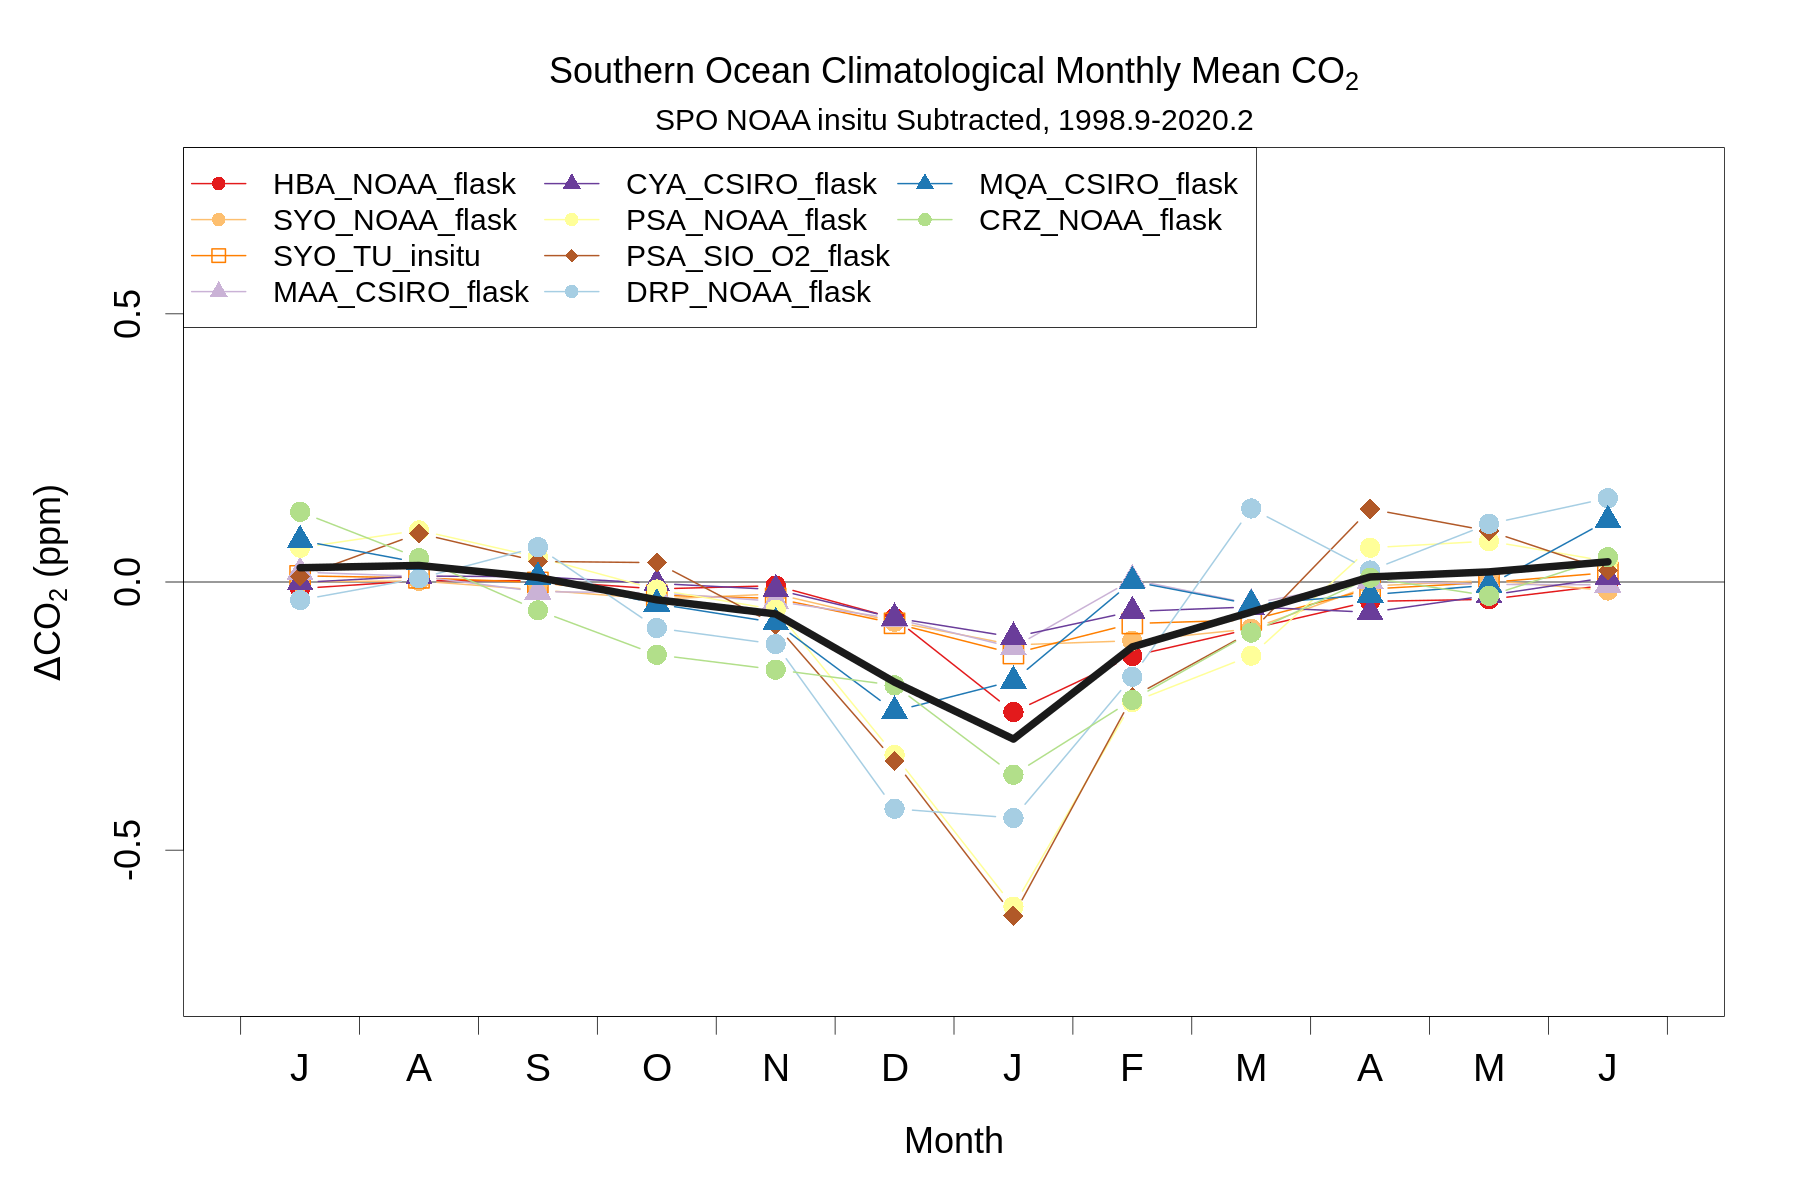 Southern Ocean Climatological Monthly Mean CO₂
SPO NOAA insitu Subtracted, 1998.9-2020.2
HBA_NOAA_flask
SYO_NOAA_flask
SYO_TU_insitu
MAA_CSIRO_flask
CYA_CSIRO_flask
PSA_NOAA_flask
PSA_SIO_O2_flask
DRP_NOAA_flask
MQA_CSIRO_flask
CRZ_NOAA_flask
ΔCO₂ (ppm)
0.5
0.0
-0.5
J A S O N D J F M A M J
Month